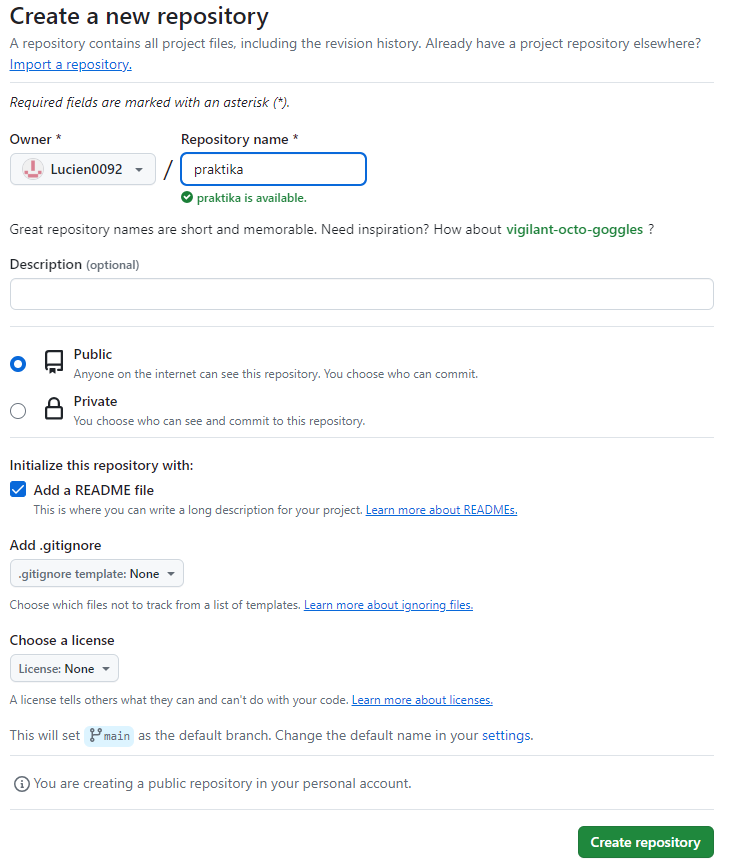 Create a new repository
A repository contains all project files, including the revision history. Already have a project repository elsewhere?
Import a repository.
Required fields are marked with an asterisk (*).
Owner * Repository name *
Lucien0092 / praktika
praktika is available.
Great repository names are short and memorable. Need inspiration? How about vigilant-octo-goggles ?
Description (optional)
Public
Anyone on the internet can see this repository. You choose who can commit.
Private
You choose who can see and commit to this repository.
Initialize this repository with:
Add a README file
This is where you can write a long description for your project. Learn more about READMEs.
Add .gitignore
.gitignore template: None
Choose which files not to track from a list of templates. Learn more about ignoring files.
Choose a license
License: None
A license tells others what they can and can't do with your code. Learn more about licenses.
This will set main as the default branch. Change the default name in your settings.
You are creating a public repository in your personal account.
Create repository